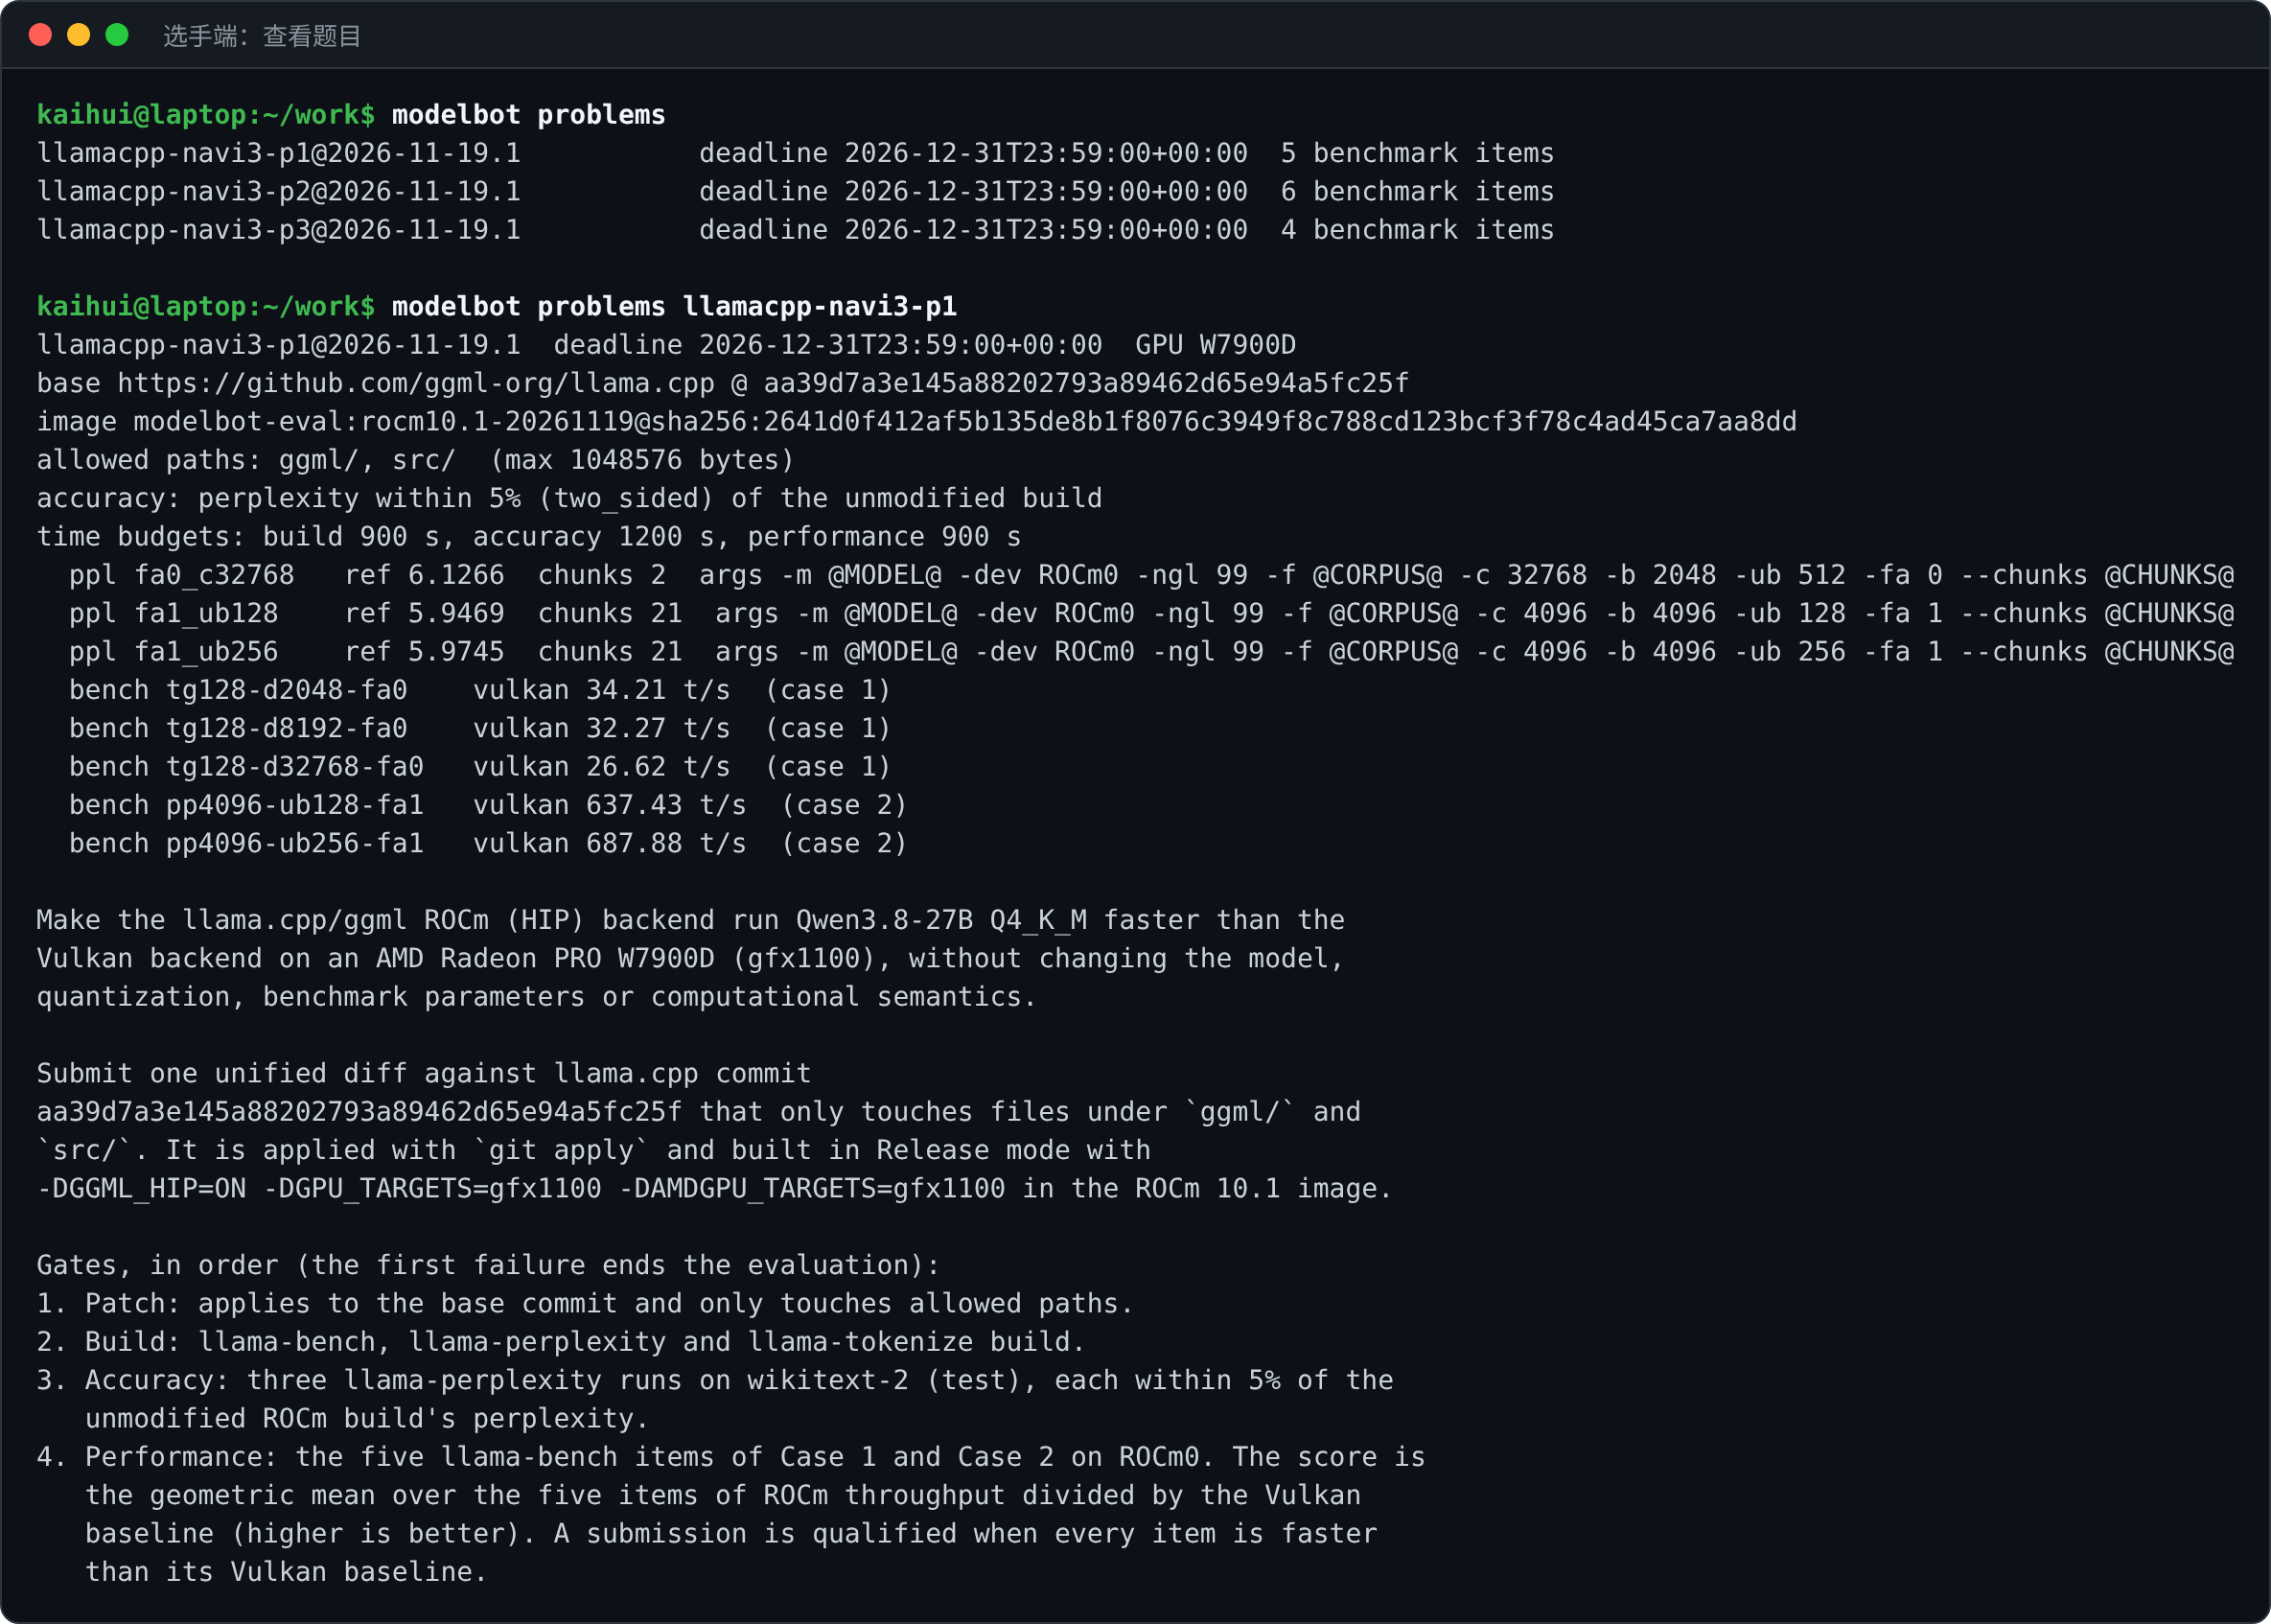 选手端：查看题目
kaihui@laptop:~/work$ modelbot problems
llamacpp-navi3-p1@2026-11-19.1           deadline 2026-12-31T23:59:00+00:00  5 benchmark items
llamacpp-navi3-p2@2026-11-19.1           deadline 2026-12-31T23:59:00+00:00  6 benchmark items
llamacpp-navi3-p3@2026-11-19.1           deadline 2026-12-31T23:59:00+00:00  4 benchmark items
kaihui@laptop:~/work$ modelbot problems llamacpp-navi3-p1
llamacpp-navi3-p1@2026-11-19.1  deadline 2026-12-31T23:59:00+00:00  GPU W7900D
base https://github.com/ggml-org/llama.cpp @ aa39d7a3e145a88202793a89462d65e94a5fc25f
image modelbot-eval:rocm10.1-20261119@sha256:2641d0f412af5b135de8b1f8076c3949f8c788cd123bcf3f78c4ad45ca7aa8dd
allowed paths: ggml/, src/  (max 1048576 bytes)
accuracy: perplexity within 5% (two_sided) of the unmodified build
time budgets: build 900 s, accuracy 1200 s, performance 900 s
  ppl fa0_c32768   ref 6.1266  chunks 2  args -m @MODEL@ -dev ROCm0 -ngl 99 -f @CORPUS@ -c 32768 -b 2048 -ub 512 -fa 0 --chunks @CHUNKS@
  ppl fa1_ub128    ref 5.9469  chunks 21  args -m @MODEL@ -dev ROCm0 -ngl 99 -f @CORPUS@ -c 4096 -b 4096 -ub 128 -fa 1 --chunks @CHUNKS@
  ppl fa1_ub256    ref 5.9745  chunks 21  args -m @MODEL@ -dev ROCm0 -ngl 99 -f @CORPUS@ -c 4096 -b 4096 -ub 256 -fa 1 --chunks @CHUNKS@
  bench tg128-d2048-fa0    vulkan 34.21 t/s  (case 1)
  bench tg128-d8192-fa0    vulkan 32.27 t/s  (case 1)
  bench tg128-d32768-fa0   vulkan 26.62 t/s  (case 1)
  bench pp4096-ub128-fa1   vulkan 637.43 t/s  (case 2)
  bench pp4096-ub256-fa1   vulkan 687.88 t/s  (case 2)
Make the llama.cpp/ggml ROCm (HIP) backend run Qwen3.8-27B Q4_K_M faster than the
Vulkan backend on an AMD Radeon PRO W7900D (gfx1100), without changing the model,
quantization, benchmark parameters or computational semantics.
Submit one unified diff against llama.cpp commit
aa39d7a3e145a88202793a89462d65e94a5fc25f that only touches files under `ggml/` and
`src/`. It is applied with `git apply` and built in Release mode with
-DGGML_HIP=ON -DGPU_TARGETS=gfx1100 -DAMDGPU_TARGETS=gfx1100 in the ROCm 10.1 image.
Gates, in order (the first failure ends the evaluation):
1. Patch: applies to the base commit and only touches allowed paths.
2. Build: llama-bench, llama-perplexity and llama-tokenize build.
3. Accuracy: three llama-perplexity runs on wikitext-2 (test), each within 5% of the
   unmodified ROCm build's perplexity.
4. Performance: the five llama-bench items of Case 1 and Case 2 on ROCm0. The score is
   the geometric mean over the five items of ROCm throughput divided by the Vulkan
   baseline (higher is better). A submission is qualified when every item is faster
   than its Vulkan baseline.